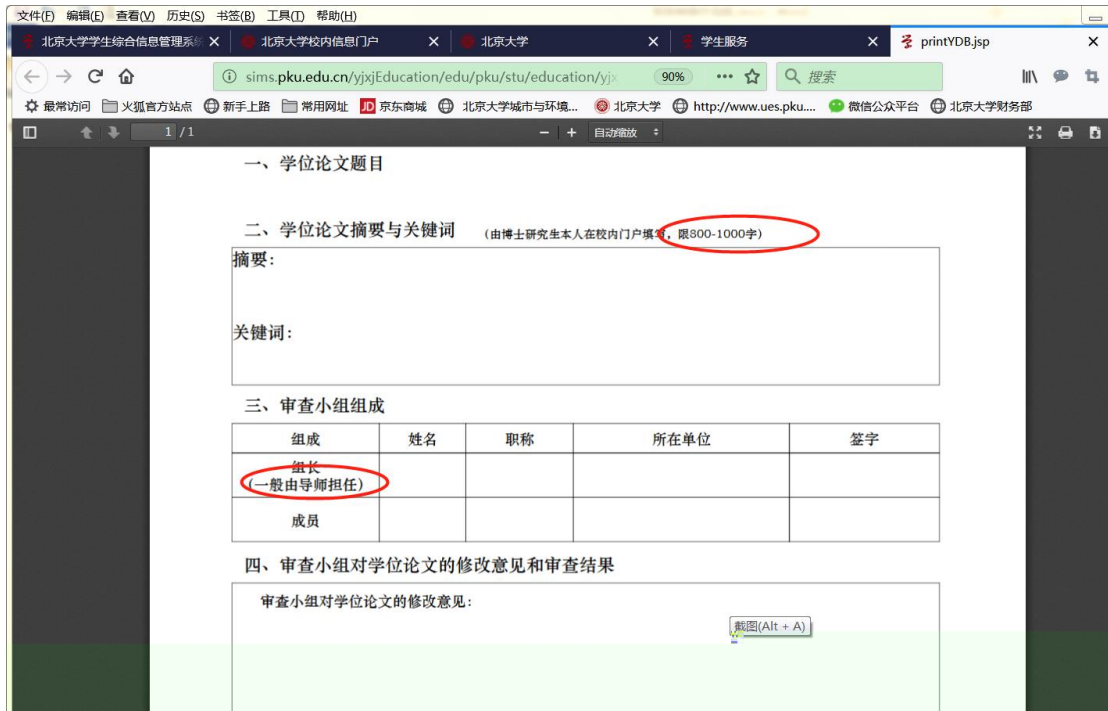 文件(F) 编辑(E) 查看(V) 历史(S) 书签(B) 工具(T) 帮助(H)
北京大学学生综合信息管理系统 北京大学校内信息门户 北京大学 学生服务 printYDB.jsp
sims.pku.edu.cn/yjxjEducation/edu/pku/stu/education/yjx 90% 搜索
最常访问 火狐官方站点 新手上路 常用网址 JD 京东商城 北京大学城市与环境... 北京大学 http://www.ues.pku.... 微信公众平台 北京大学财务部
1 /1 自动缩放
一、学位论文题目
二、学位论文摘要与关键词 (由博士研究生本人在校内门户填写，限800-1000字)
摘要：
关键词：
三、审查小组组成
组成 姓名 职称 所在单位 签字
组长
(一般由导师担任)
成员
四、审查小组对学位论文的修改意见和审查结果
审查小组对学位论文的修改意见：
截图(Alt + A)